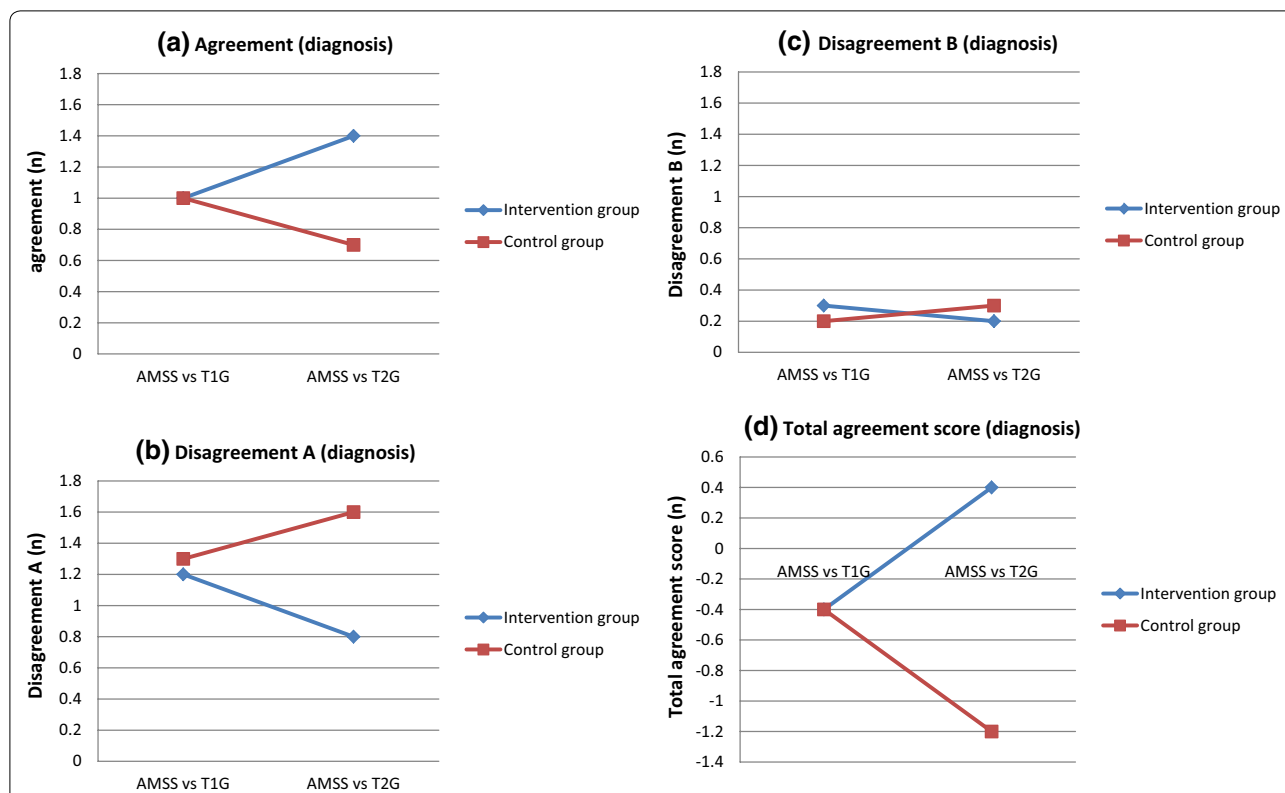 (a) Agreement (diagnosis)
agreement (n)
1.8
1.6
1.4
1.2
1
0.8
0.6
0.4
0.2
0
AMSS vs T1G
AMSS vs T2G
Intervention group
Control group
(b) Disagreement A (diagnosis)
Disagreement A (n)
1.8
1.6
1.4
1.2
1
0.8
0.6
0.4
0.2
0
AMSS vs T1G
AMSS vs T2G
Intervention group
Control group
(c) Disagreement B (diagnosis)
Disagreement B (n)
1.8
1.6
1.4
1.2
1
0.8
0.6
0.4
0.2
0
AMSS vs T1G
AMSS vs T2G
Intervention group
Control group
(d) Total agreement score (diagnosis)
Total agreement score (n)
0.6
0.4
0.2
0
-0.2
-0.4
-0.6
-0.8
-1
-1.2
-1.4
AMSS vs T1G
AMSS vs T2G
Intervention group
Control group